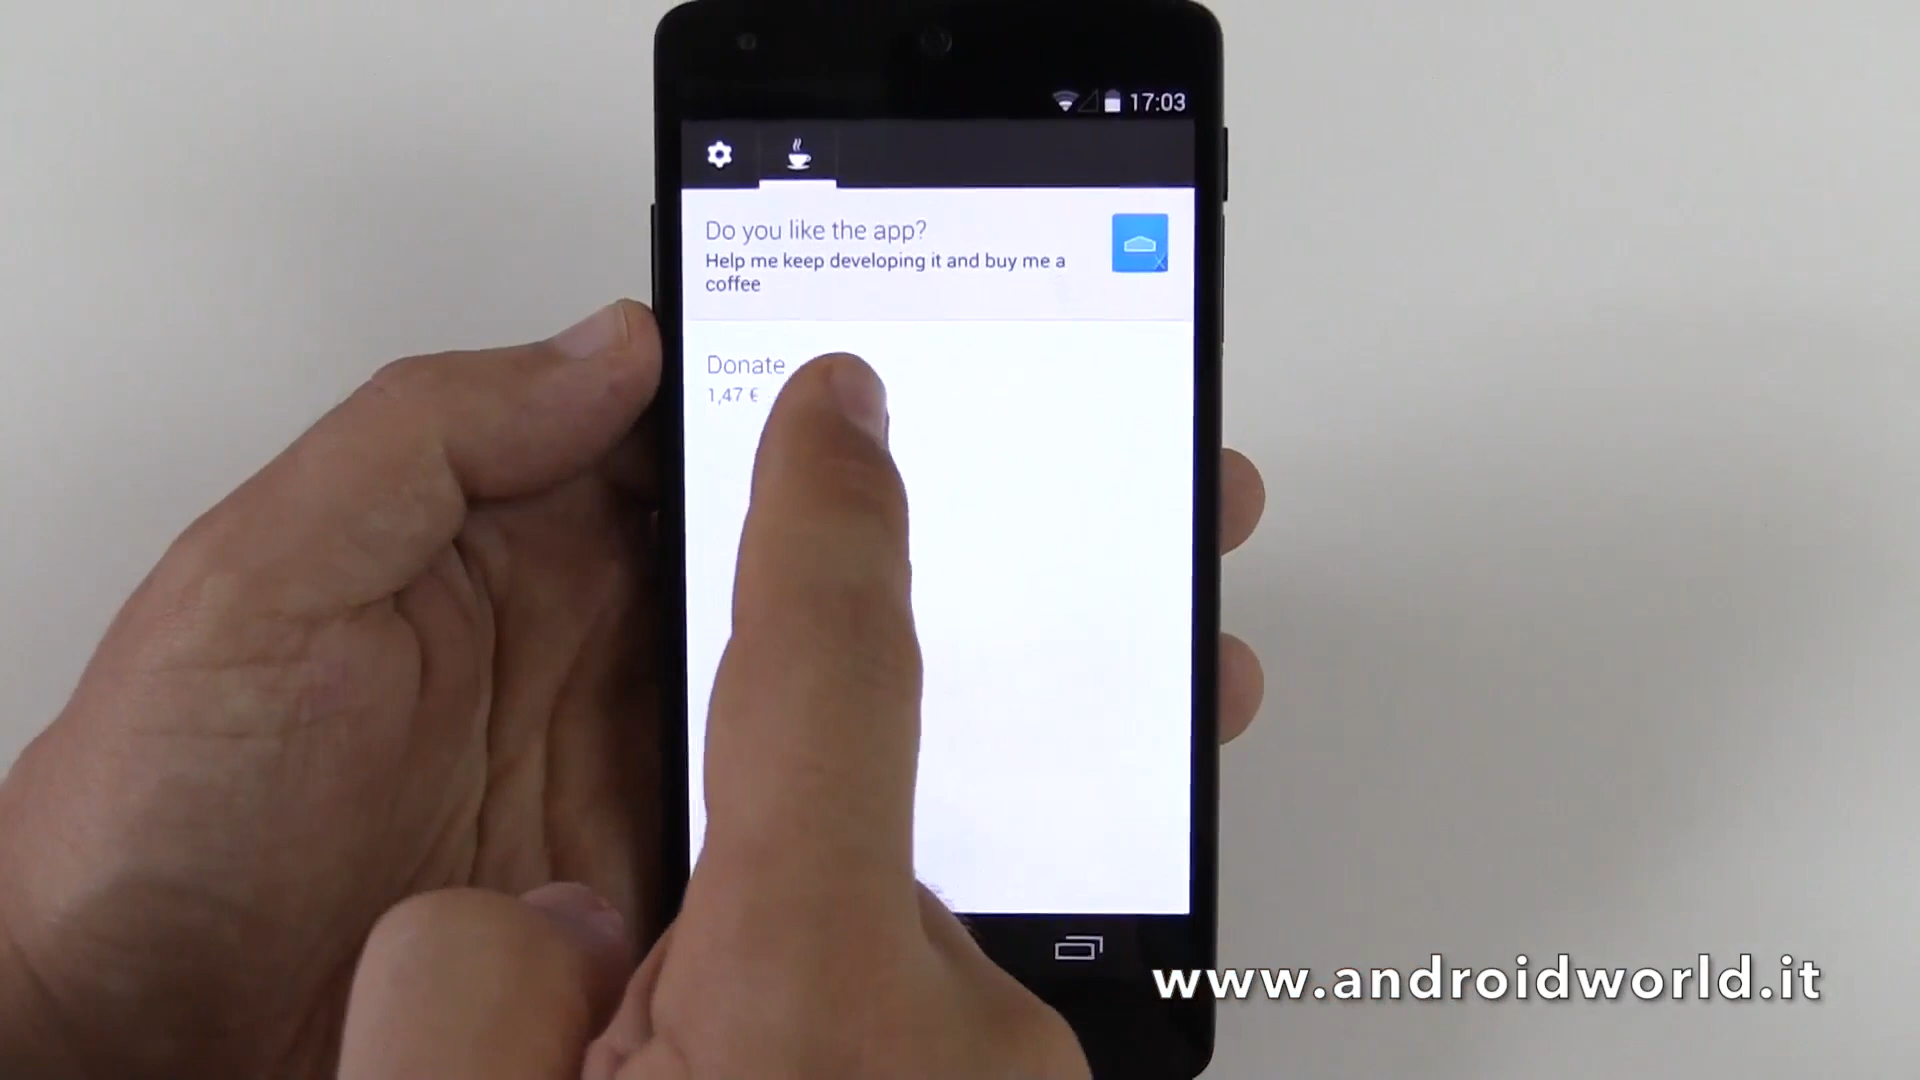 17:03
Do you like the app?
Help me keep developing it and buy me a
coffee
Donate
1,47 €
www.androidworld.it